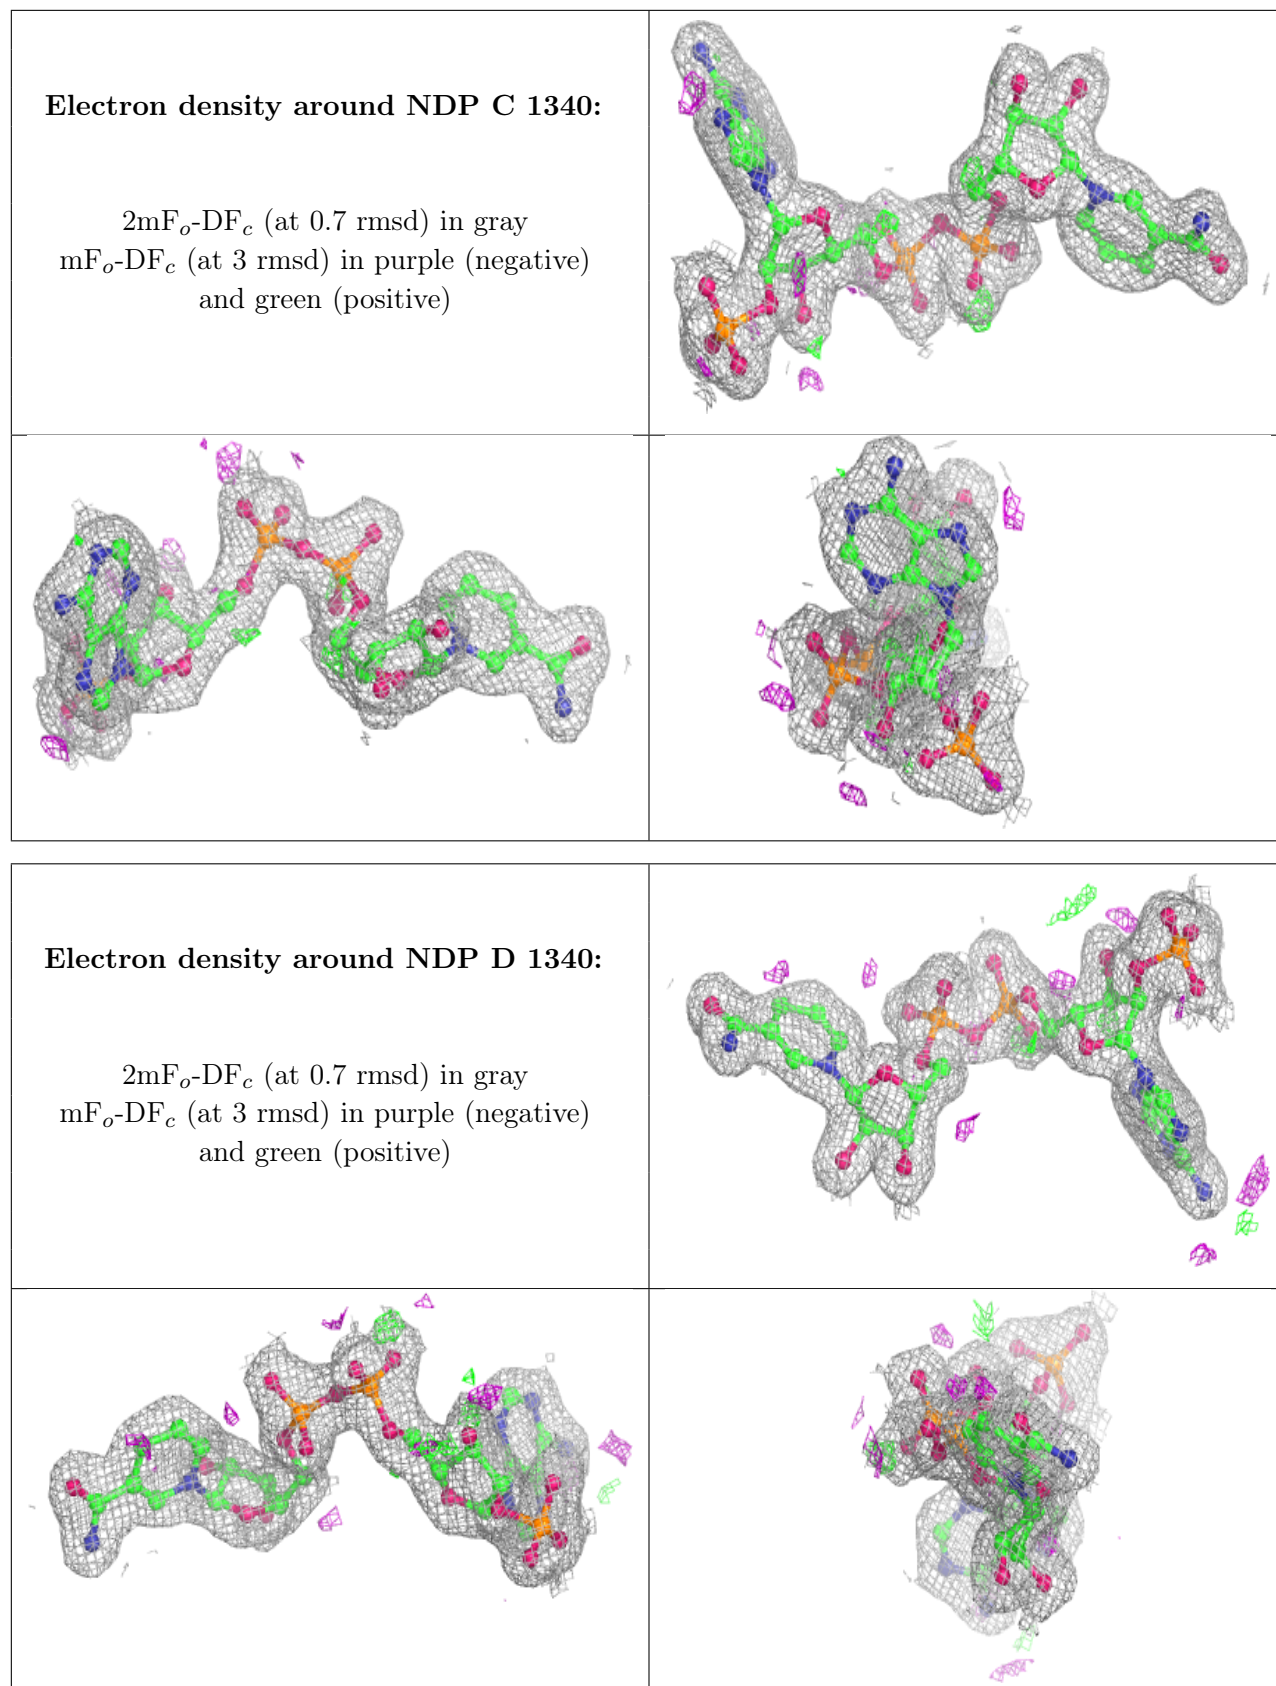 Electron density around NDP C 1340:
2mFo-DFc (at 0.7 rmsd) in gray
mFo-DFc (at 3 rmsd) in purple (negative)
and green (positive)
Electron density around NDP D 1340:
2mFo-DFc (at 0.7 rmsd) in gray
mFo-DFc (at 3 rmsd) in purple (negative)
and green (positive)